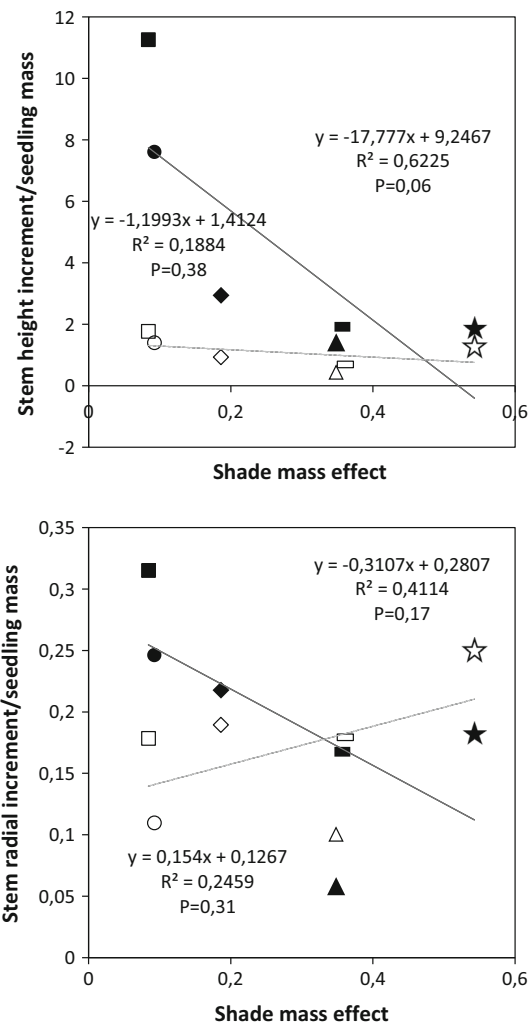 12
10
8
6
4
2
0
-2
0
0,2
0,4
0,6
Stem height increment/seedling mass
y = -17,777x + 9,2467
R² = 0,6225
P=0,06
y = -1,1993x + 1,4124
R² = 0,1884
P=0,38
Shade mass effect
0,35
0,3
0,25
0,2
0,15
0,1
0,05
0
0
0,2
0,4
0,6
Stem radial increment/seedling mass
y = -0,3107x + 0,2807
R² = 0,4114
P=0,17
y = 0,154x + 0,1267
R² = 0,2459
P=0,31
Shade mass effect